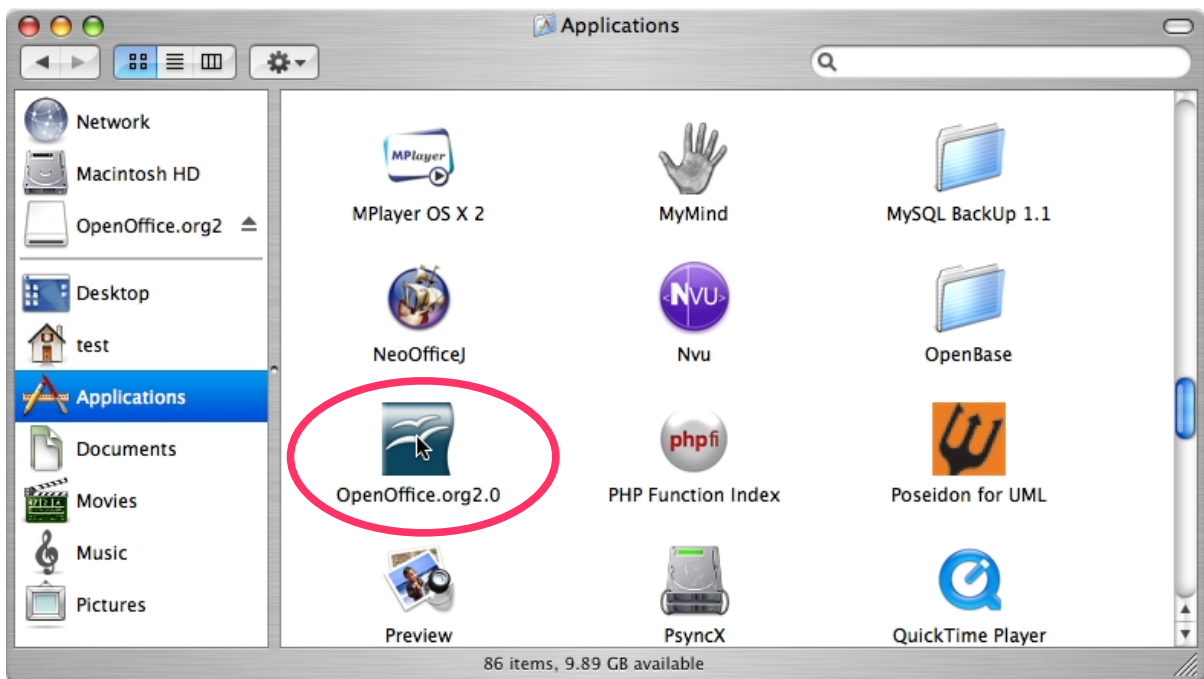 Applications
Network
Macintosh HD
OpenOffice.org2
Desktop
test
Applications
Documents
Movies
Music
Pictures
MPlayer
MPlayer OS X 2
MyMind
MySQL BackUp 1.1
NeoOfficeJ
<NVU>
Nvu
OpenBase
OpenOffice.org2.0
phpfi
PHP Function Index
Poseidon for UML
Preview
PsyncX
QuickTime Player
86 items, 9.89 GB available